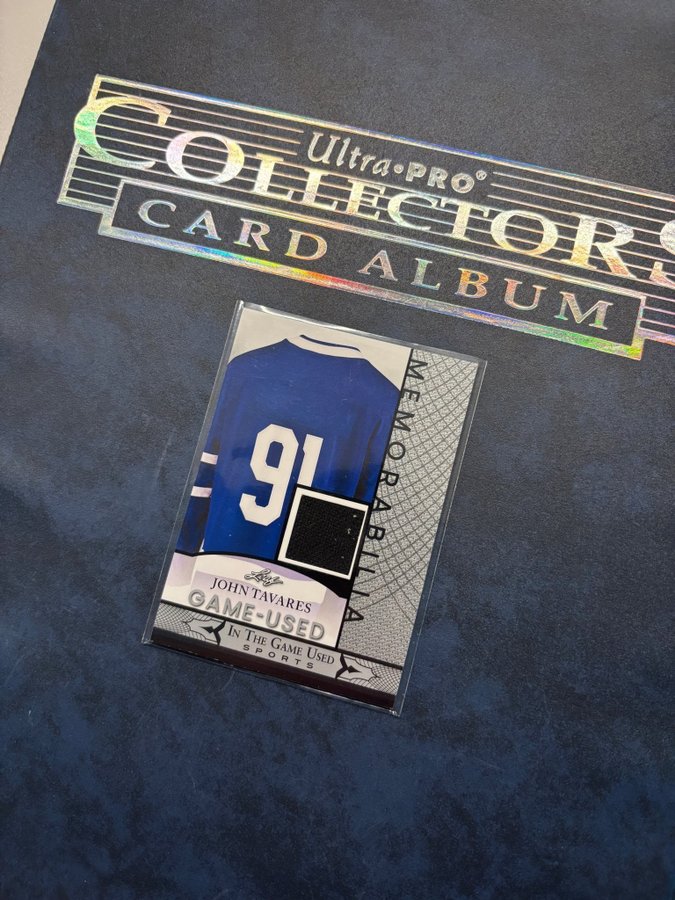 Ultra•PRO®
COLLECTORS
CARD ALBUM
91
MEMORABILIA
Leaf
JOHN TAVARES
GAME-USED
IN THE GAME USED
SPORTS